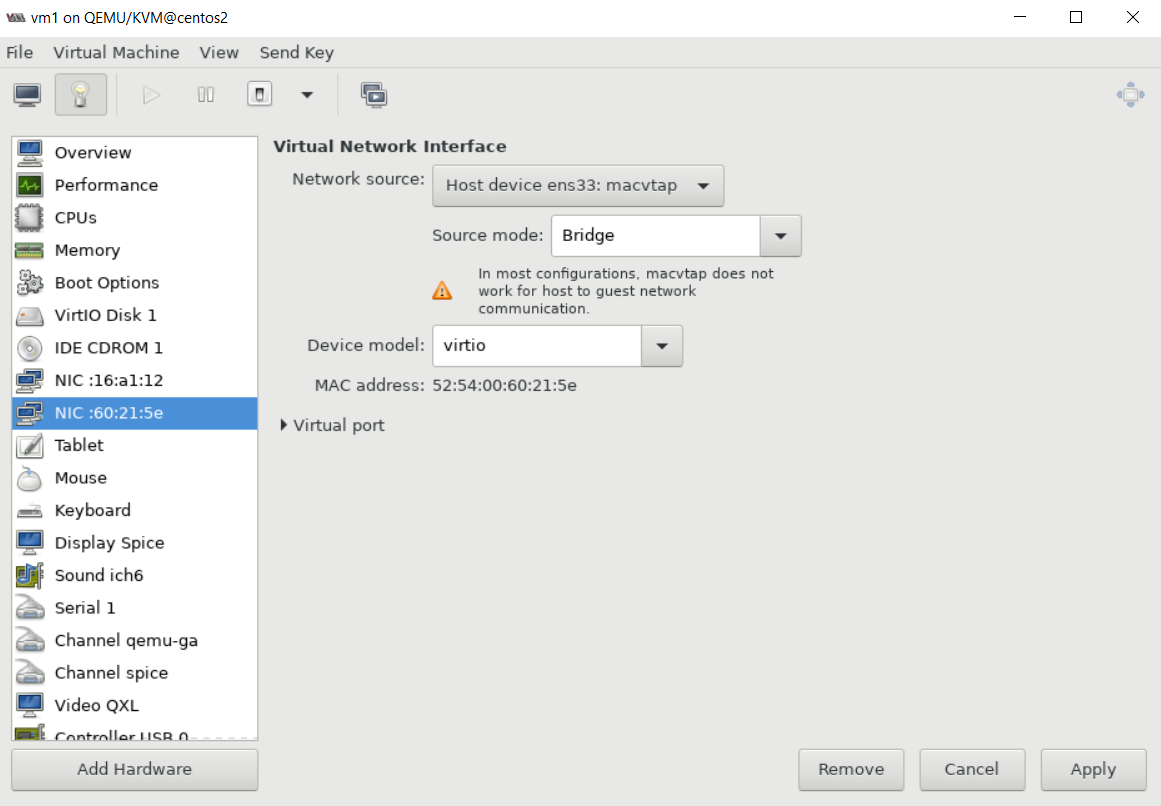 vm1 on QEMU/KVM@centos2
File Virtual Machine View Send Key
Overview
Performance
CPUs
Memory
Boot Options
VirtIO Disk 1
IDE CDROM 1
NIC :16:a1:12
NIC :60:21:5e
Tablet
Mouse
Keyboard
Display Spice
Sound ich6
Serial 1
Channel qemu-ga
Channel spice
Video QXL
Controller USB 0
Add Hardware
Virtual Network Interface
Network source: Host device ens33: macvtap
Source mode: Bridge
In most configurations, macvtap does not
work for host to guest network
communication.
Device model: virtio
MAC address: 52:54:00:60:21:5e
Virtual port
Remove Cancel Apply